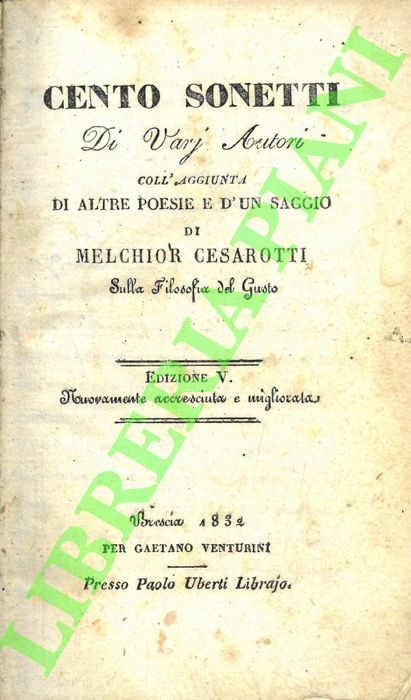 CENTO SONETTI
Di Varj Autori
COLL' AGGIUNTA
DI ALTRE POESIE E D'UN SAGGIO
DI
MELCHIOR CESAROTTI
Sulla Filosofia del Gusto
EDIZIONE V.
Nuovamente accresciuta e migliorata
Brescia 1832
PER GAETANO VENTURINI
Presso Paolo Uberti Librajo.
LIBRERIA PIANI